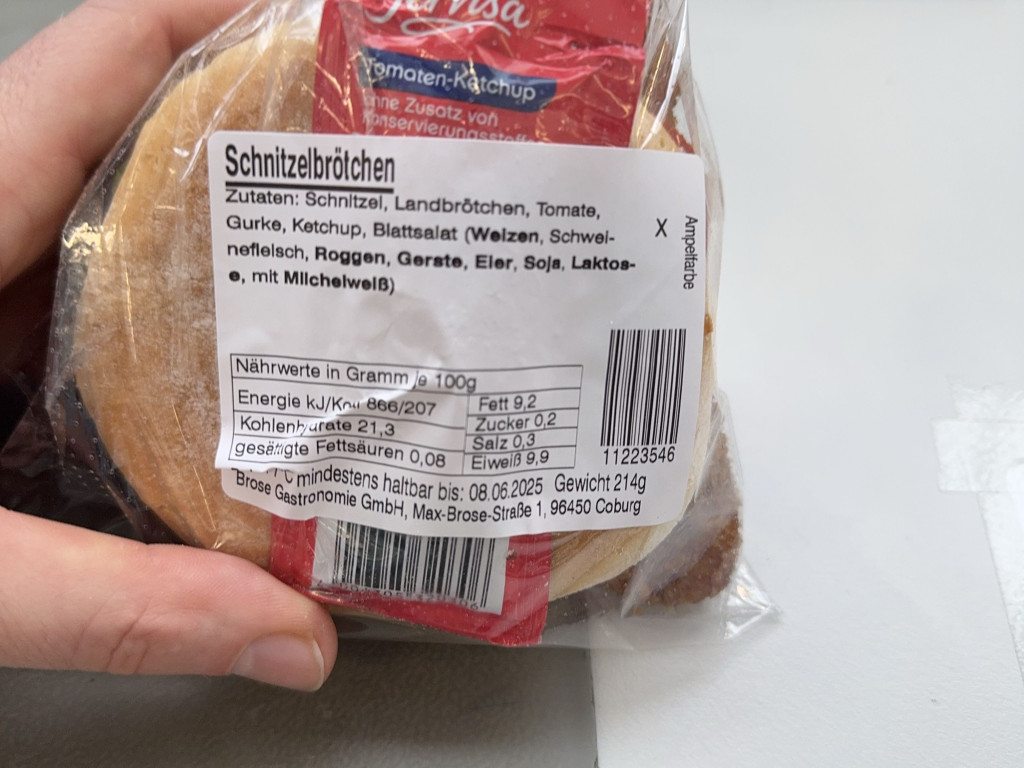 Tomaten-Ketchup
ohne Zusatz von
Konservierungsstoffe
Schnitzelbrötchen
Zutaten: Schnitzel, Landbrötchen, Tomate,
Gurke, Ketchup, Blattsalat (Weizen, Schwei-
nefleisch, Roggen, Gerste, Eier, Soja, Laktos-
e, mit Milcheiweiß)
X
Ampelfarbe
Nährwerte in Gramm je 100g
Energie kJ/Kcal 866/207
Fett 9,2
Kohlenhydrate 21,3
Zucker 0,2
Salz 0,3
gesättigte Fettsäuren 0,08
Eiweiß 9,9
11223546
°C mindestens haltbar bis: 08.06.2025 Gewicht 214g
Brose Gastronomie GmbH, Max-Brose-Straße 1, 96450 Coburg